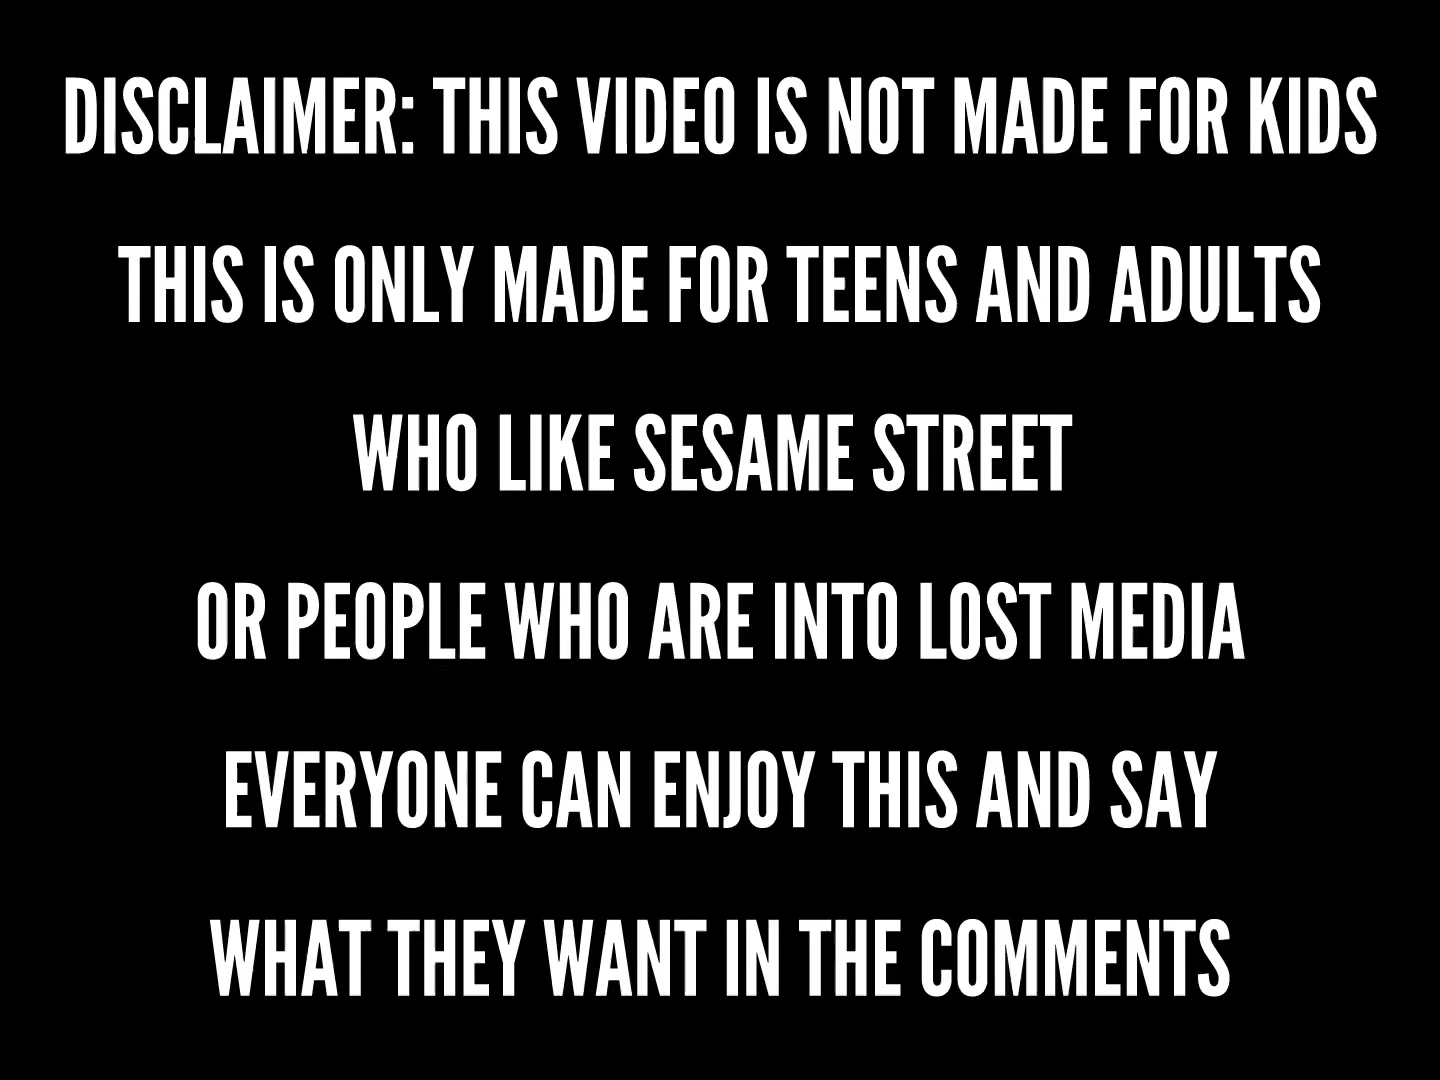 DISCLAIMER: THIS VIDEO IS NOT MADE FOR KIDS
THIS IS ONLY MADE FOR TEENS AND ADULTS
WHO LIKE SESAME STREET
OR PEOPLE WHO ARE INTO LOST MEDIA
EVERYONE CAN ENJOY THIS AND SAY
WHAT THEY WANT IN THE COMMENTS